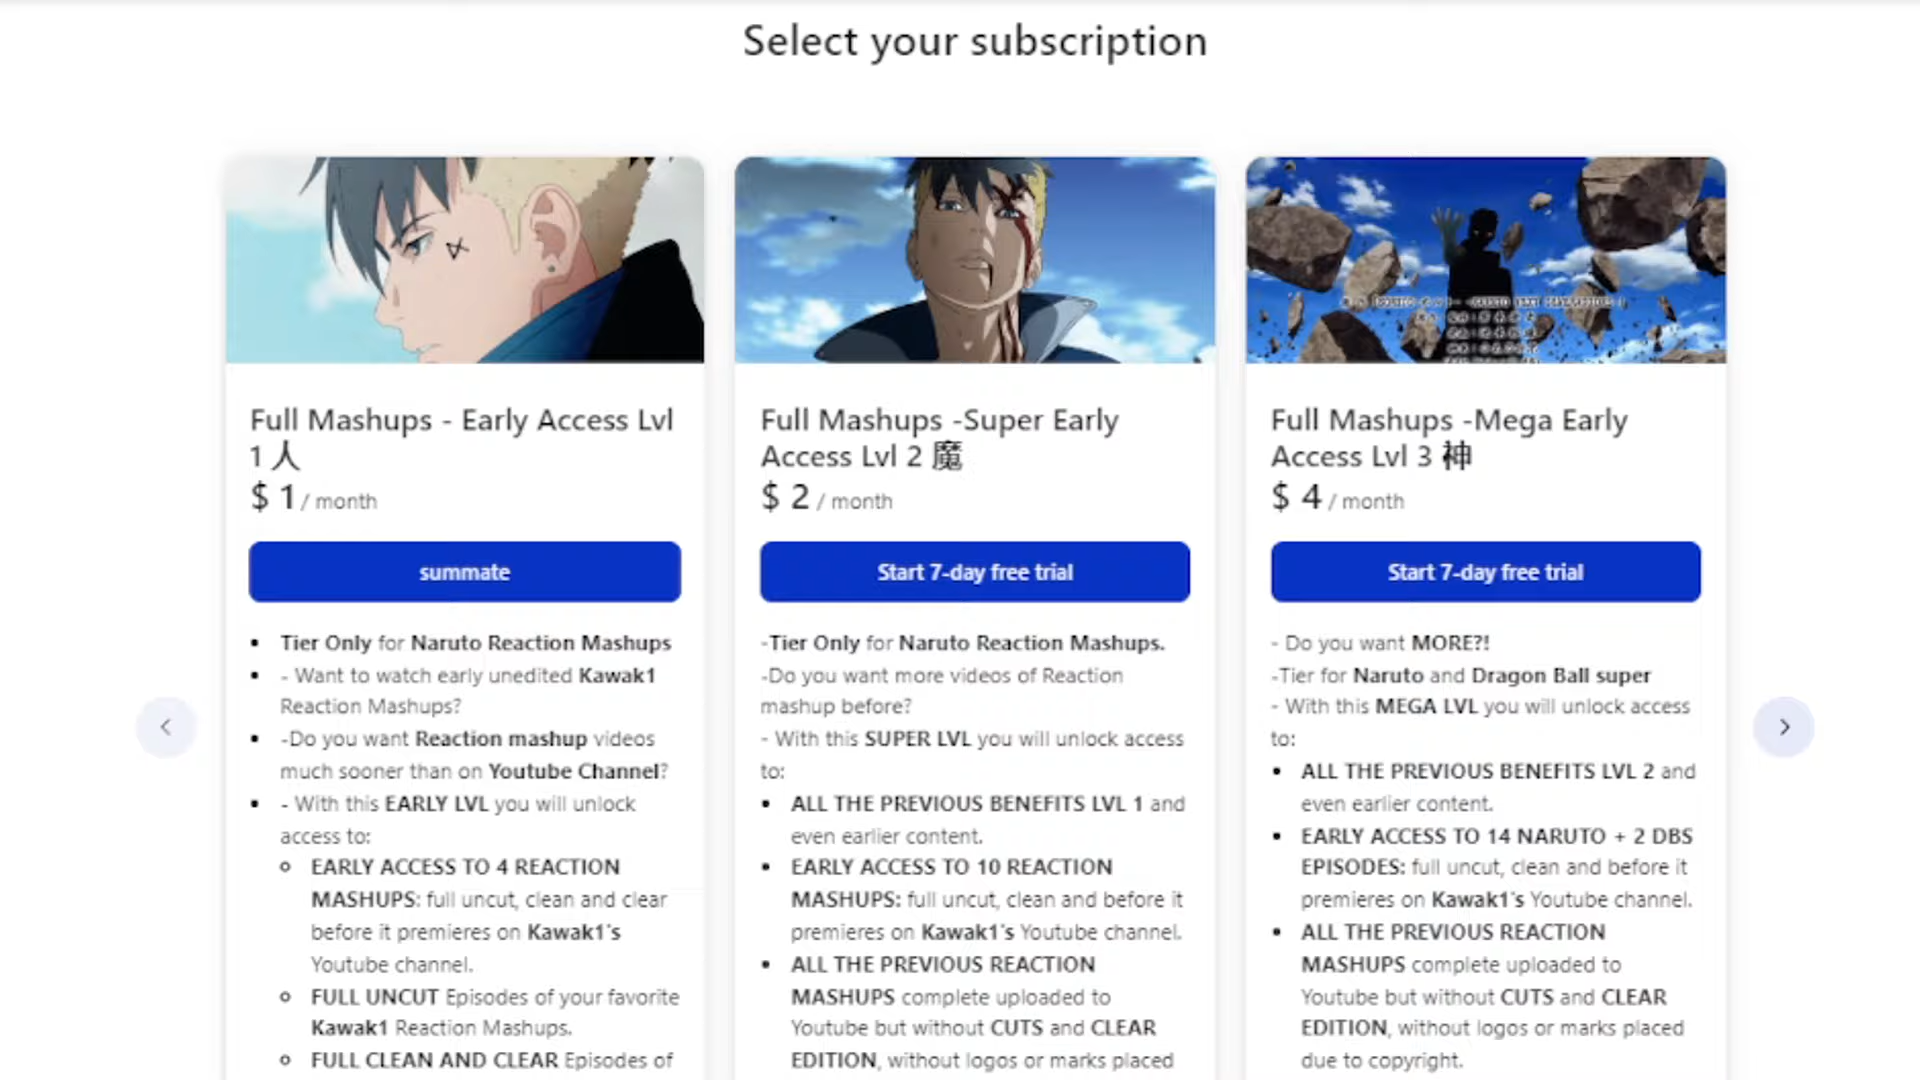 Select your subscription
Full Mashups - Early Access Lvl
1 人
$ 1 / month
summate
Tier Only for Naruto Reaction Mashups
- Want to watch early unedited Kawak1
Reaction Mashups?
-Do you want Reaction mashup videos
much sooner than on Youtube Channel?
- With this EARLY LVL you will unlock
access to:
EARLY ACCESS TO 4 REACTION
MASHUPS: full uncut, clean and clear
before it premieres on Kawak1's
Youtube channel.
FULL UNCUT Episodes of your favorite
Kawak1 Reaction Mashups.
FULL CLEAN AND CLEAR Episodes of
Full Mashups -Super Early
Access Lvl 2 魔
$ 2 / month
Start 7-day free trial
-Tier Only for Naruto Reaction Mashups.
-Do you want more videos of Reaction
mashup before?
- With this SUPER LVL you will unlock access
to:
ALL THE PREVIOUS BENEFITS LVL 1 and
even earlier content.
EARLY ACCESS TO 10 REACTION
MASHUPS: full uncut, clean and before it
premieres on Kawak1's Youtube channel.
ALL THE PREVIOUS REACTION
MASHUPS complete uploaded to
Youtube but without CUTS and CLEAR
EDITION, without logos or marks placed
Full Mashups -Mega Early
Access Lvl 3 神
$ 4 / month
Start 7-day free trial
- Do you want MORE?!
-Tier for Naruto and Dragon Ball super
- With this MEGA LVL you will unlock access
to:
ALL THE PREVIOUS BENEFITS LVL 2 and
even earlier content.
EARLY ACCESS TO 14 NARUTO + 2 DBS
EPISODES: full uncut, clean and before it
premieres on Kawak1's Youtube channel.
ALL THE PREVIOUS REACTION
MASHUPS complete uploaded to
Youtube but without CUTS and CLEAR
EDITION, without logos or marks placed
due to copyright.